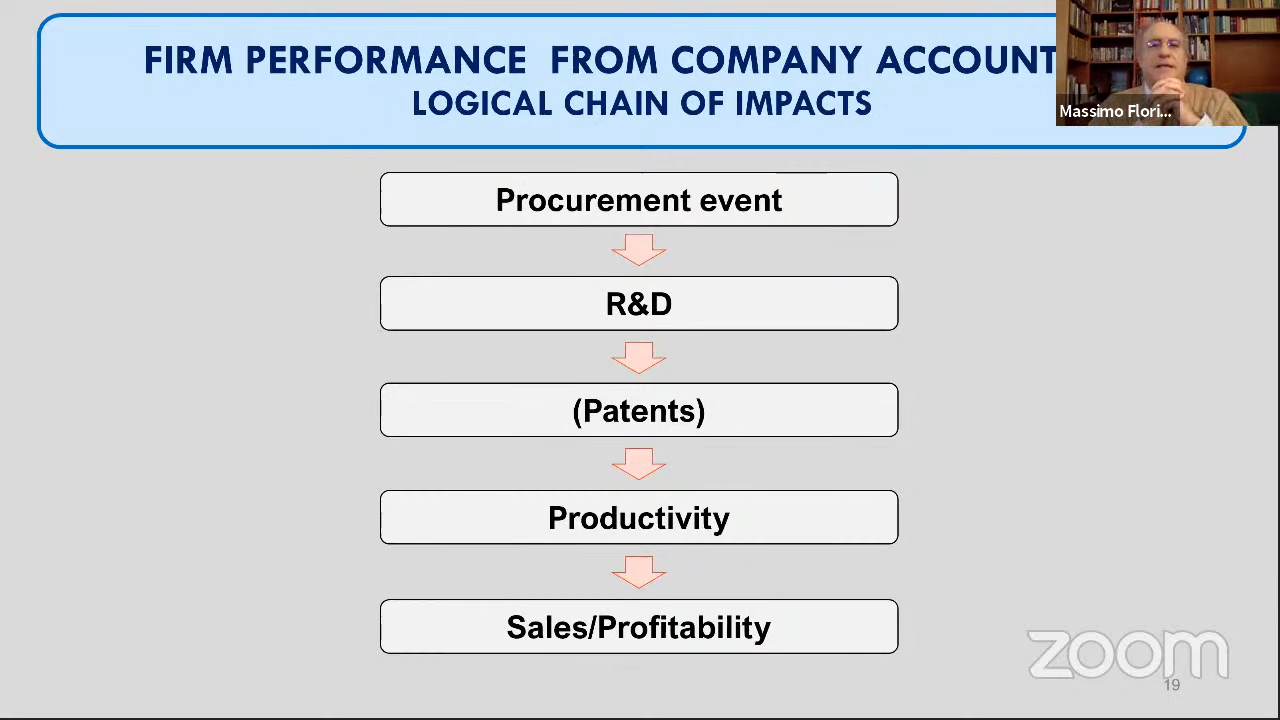 FIRM PERFORMANCE FROM COMPANY ACCOUNT
LOGICAL CHAIN OF IMPACTS
Massimo Flori...
Procurement event
R&D
(Patents)
Productivity
Sales/Profitability
zoom
19